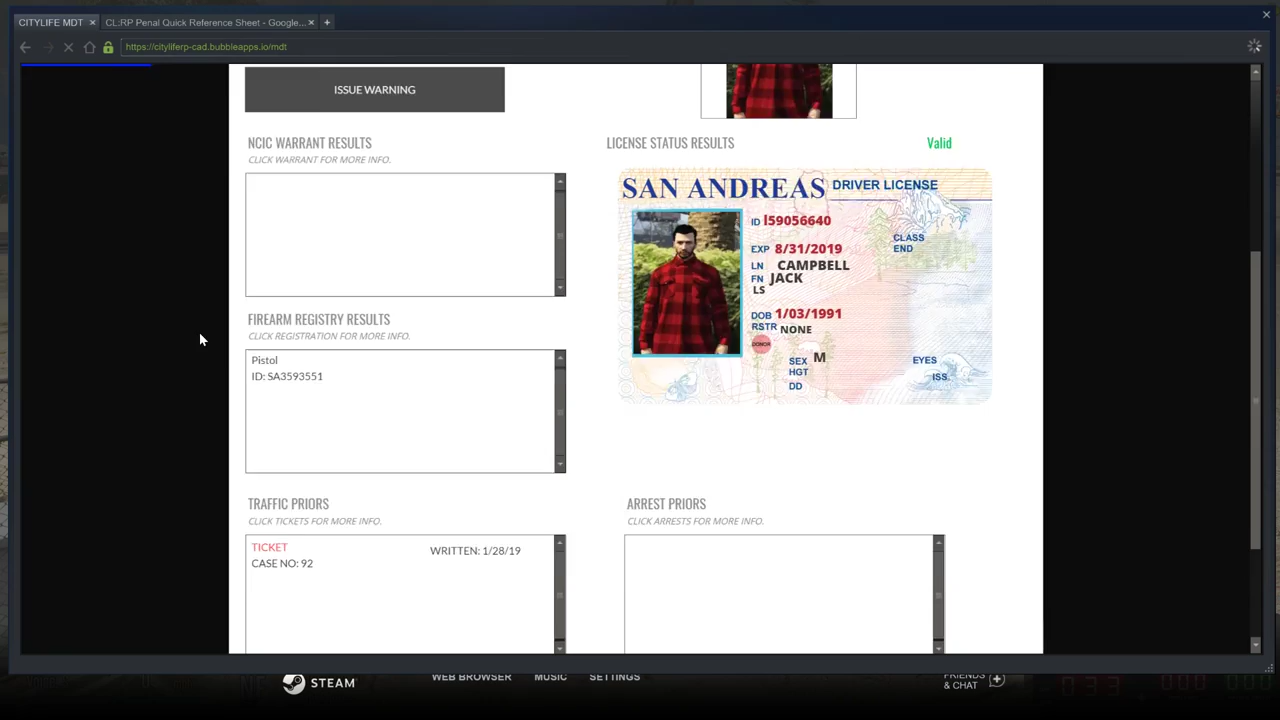 CITYLIFE MDT
CL:RP Penal Quick Reference Sheet - Google...
https://cityliferp-cad.bubbleapps.io/mdt
ISSUE WARNING
NCIC WARRANT RESULTS
CLICK WARRANT FOR MORE INFO.
LICENSE STATUS RESULTS
Valid
SAN ANDREAS DRIVER LICENSE
ID l59056640
CLASS
END
EXP 8/31/2019
LN CAMPBELL
FN JACK
LS
DOB 1/03/1991
RSTR NONE
DONOR
SEX M
HGT
DD
EYES
ISS.
FIREARM REGISTRY RESULTS
CLICK REGISTRATION FOR MORE INFO.
Pistol
ID: SA3593551
TRAFFIC PRIORS
CLICK TICKETS FOR MORE INFO.
TICKET
WRITTEN: 1/28/19
CASE NO: 92
ARREST PRIORS
CLICK ARRESTS FOR MORE INFO.
STEAM
WEB BROWSER
MUSIC
SETTINGS
FRIENDS
& CHAT